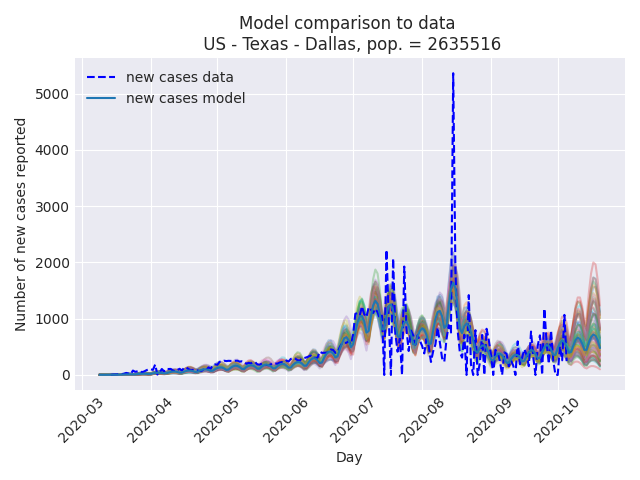 Model comparison to data
US - Texas - Dallas, pop. = 2635516
new cases data
new cases model
Number of new cases reported
5000
4000
3000
2000
1000
0
2020-03
2020-04
2020-05
2020-06
2020-07
2020-08
2020-09
2020-10
Day